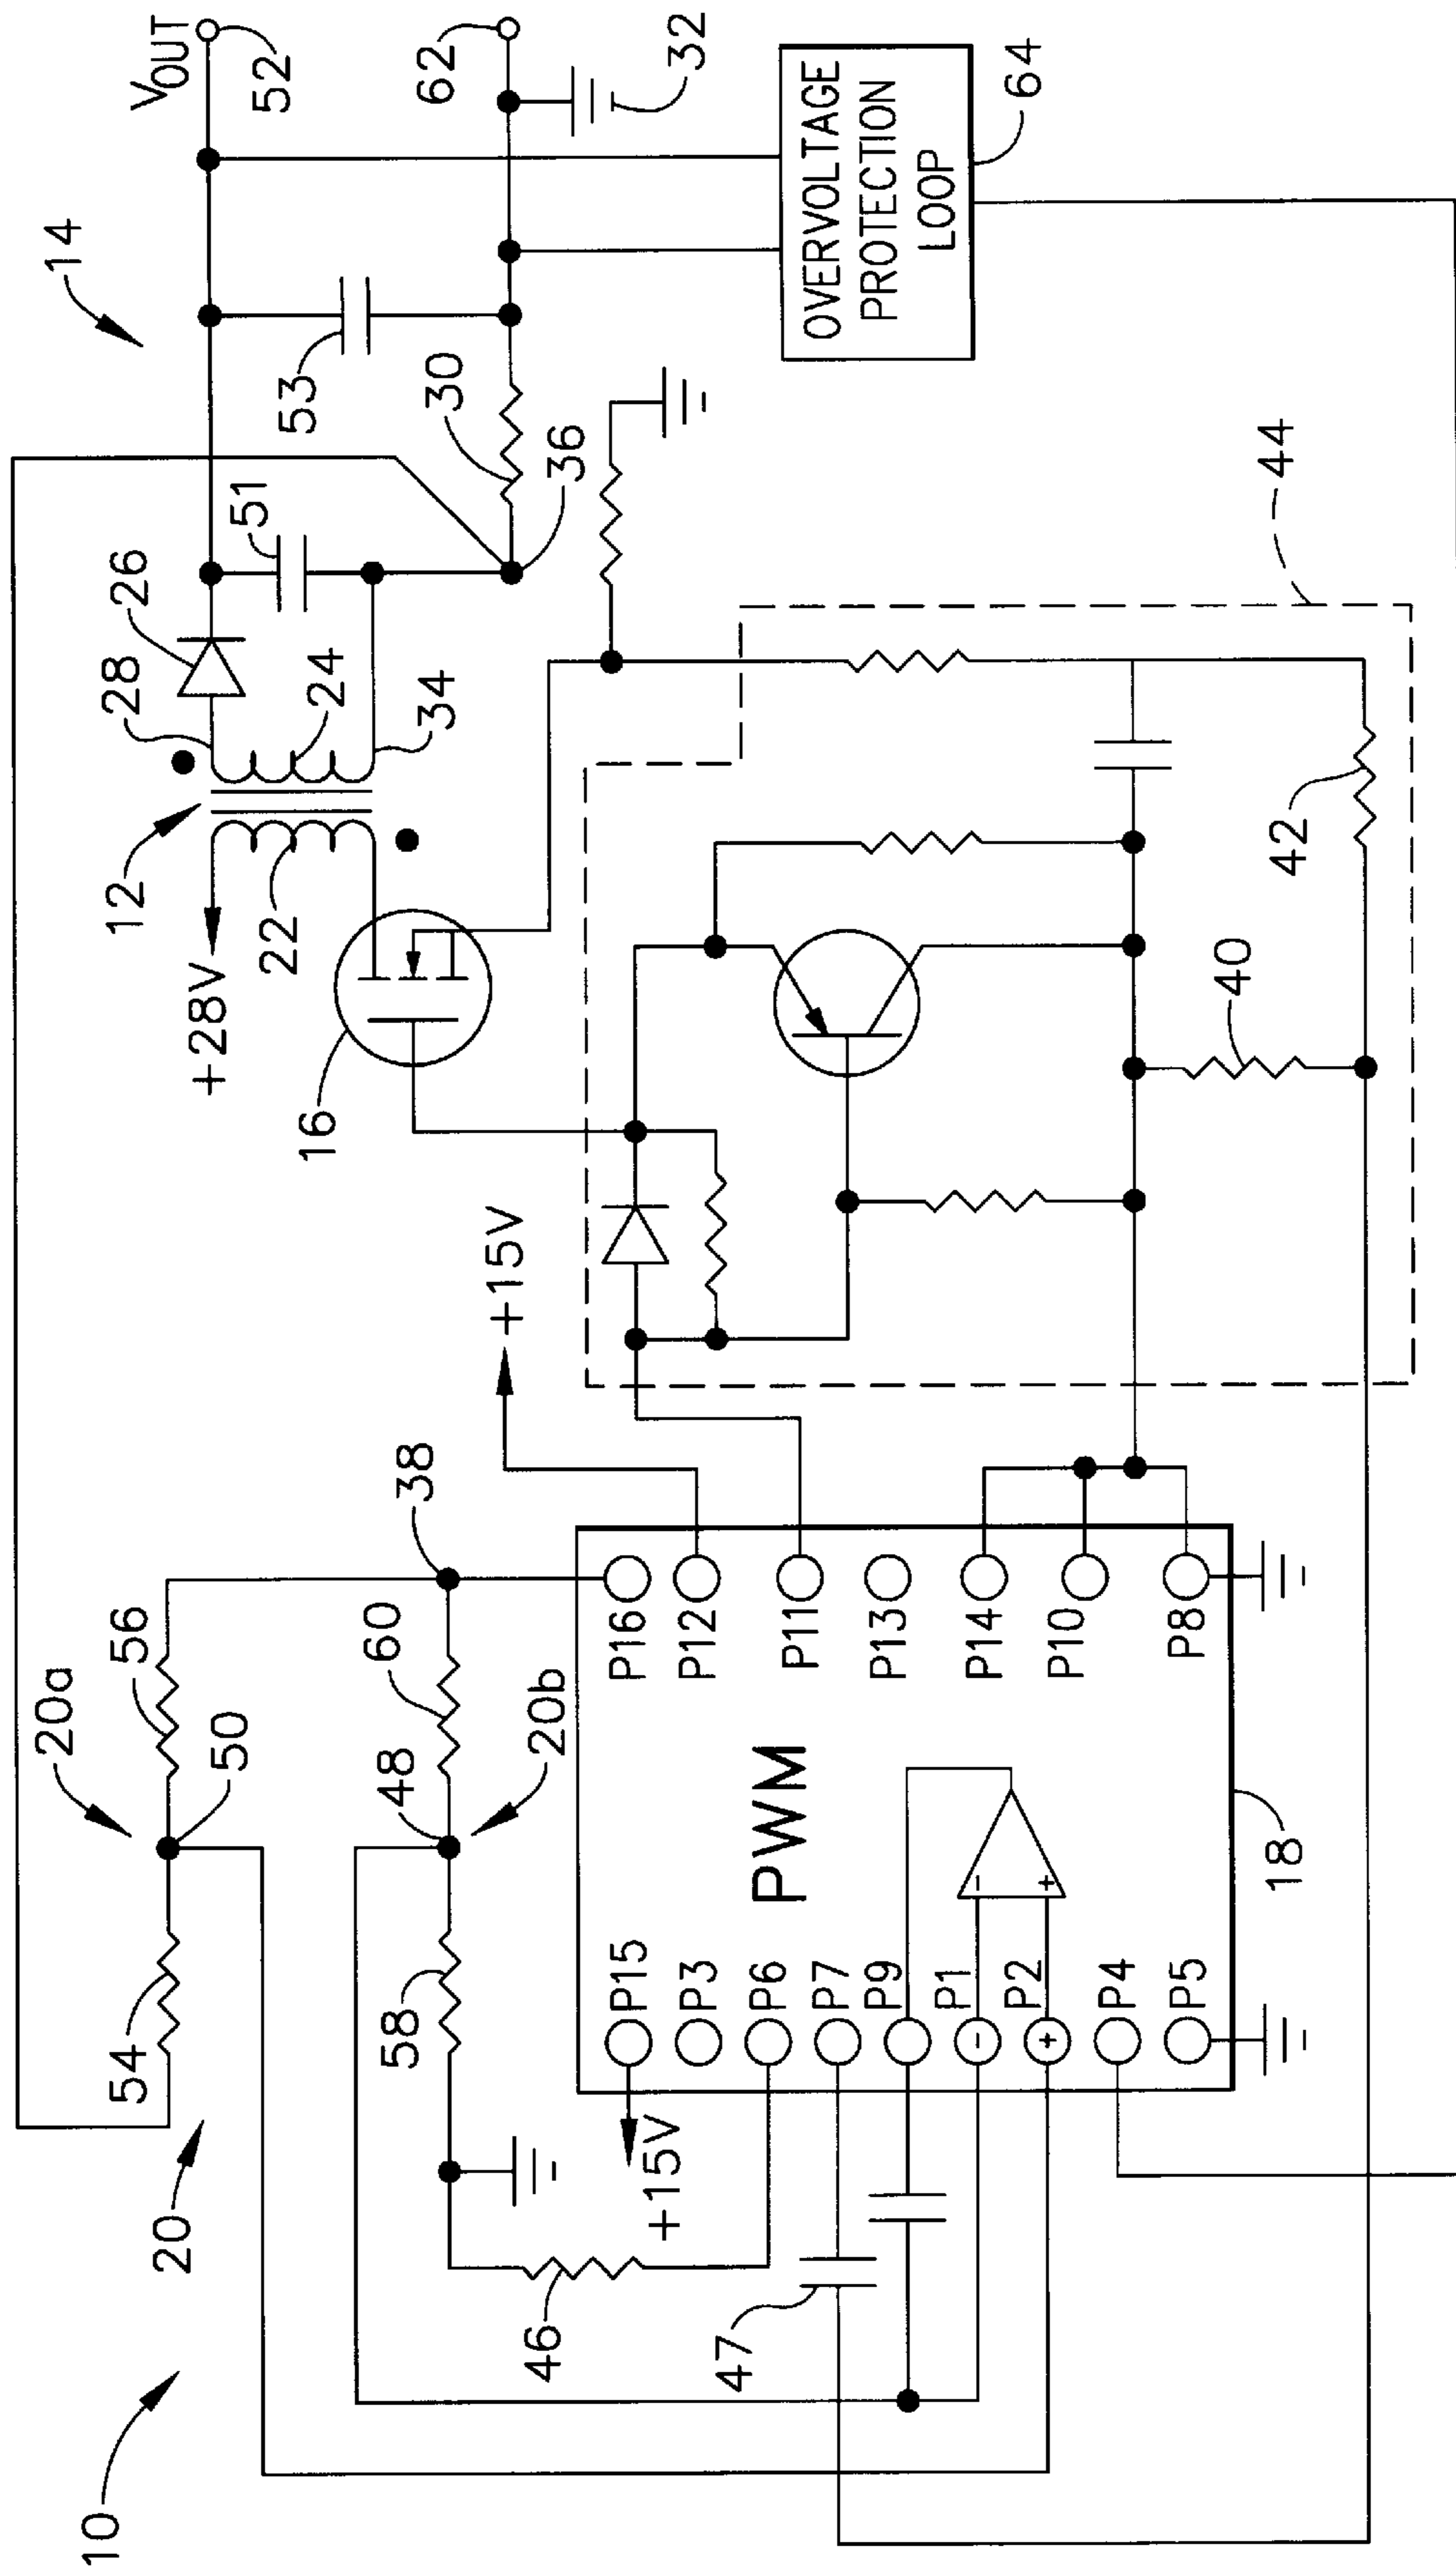 10
20
20a
54
50
56
58
48
60
20b
38
46
47
+15V
+15V
+28V
12
22
28
24
34
26
51
16
36
30
53
14
VOUT
52
62
32
OVERVOLTAGE
PROTECTION
LOOP
64
44
42
40
PWM
18
P15
P3
P6
P7
P9
P1
P2
P4
P5
P16
P12
P11
P13
P14
P10
P8
-
+
-
+